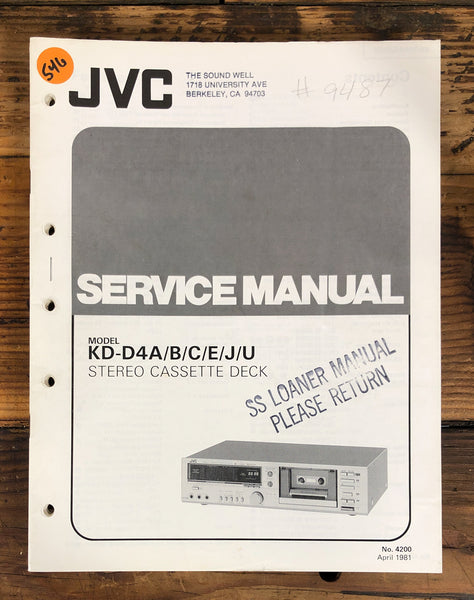 546
JVC
THE SOUND WELL
1718 UNIVERSITY AVE
BERKELEY, CA 94703
# 9487
SERVICE MANUAL
MODEL
KD-D4A/B/C/E/J/U
STEREO CASSETTE DECK
SS LOANER MANUAL
PLEASE RETURN
JVC
No. 4200
April 1981